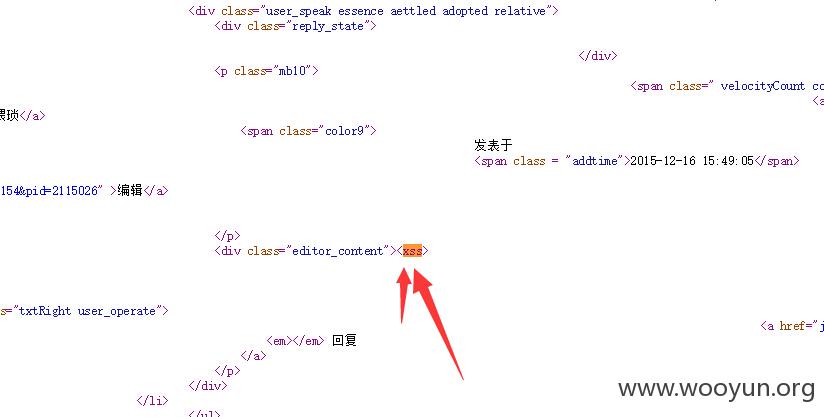 <div class="user_speak essence aettled adopted relative">
<div class="reply_state">
</div>
<p class="mb10">
<span class=" velocityCount co
<a
琐</a>
<span class="color9">
发表于
<span class = "addtime">2015-12-16 15:49:05</span>
154&pid=2115026" >编辑</a>
</p>
<div class="editor_content"><xss>
s="txtRight user_operate">
<a href="j
<em></em> 回复
</a>
</p>
</div>
</li>
</ul>
www.wooyun.org